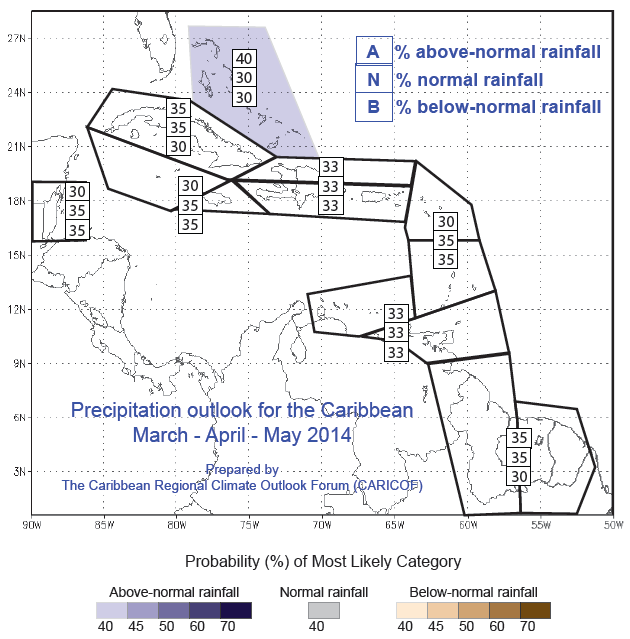 27N
24N
21N
18N
15N
12N
9N
6N
3N
40
30
30
A % above-normal rainfall
N % normal rainfall
B % below-normal rainfall
35
35
30
33
33
33
30
35
35
30
35
35
30
35
35
33
33
33
35
35
30
Precipitation outlook for the Caribbean
March - April - May 2014
Prepared by
The Caribbean Regional Climate Outlook Forum (CARICOF)
90W 85W 80W 75W 70W 65W 60W 55W 50W
Probability (%) of Most Likely Category
Above-normal rainfall Normal rainfall Below-normal rainfall
40 45 50 60 70 40 40 45 50 60 70